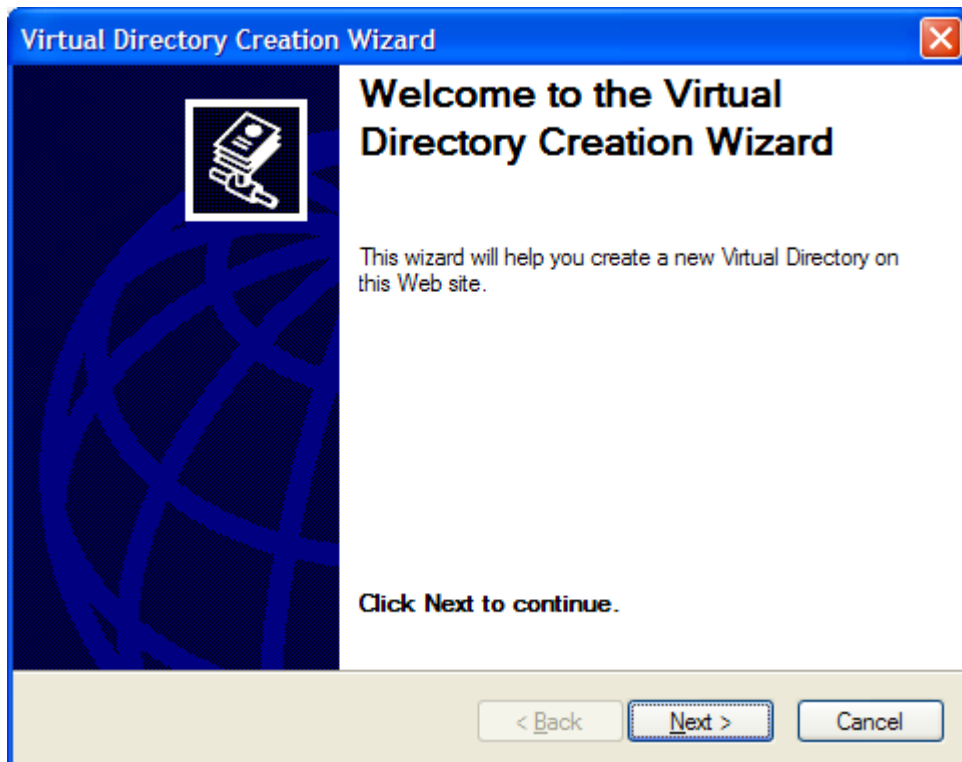 Virtual Directory Creation Wizard
Welcome to the Virtual
Directory Creation Wizard
This wizard will help you create a new Virtual Directory on
this Web site.
Click Next to continue.
< Back Next > Cancel